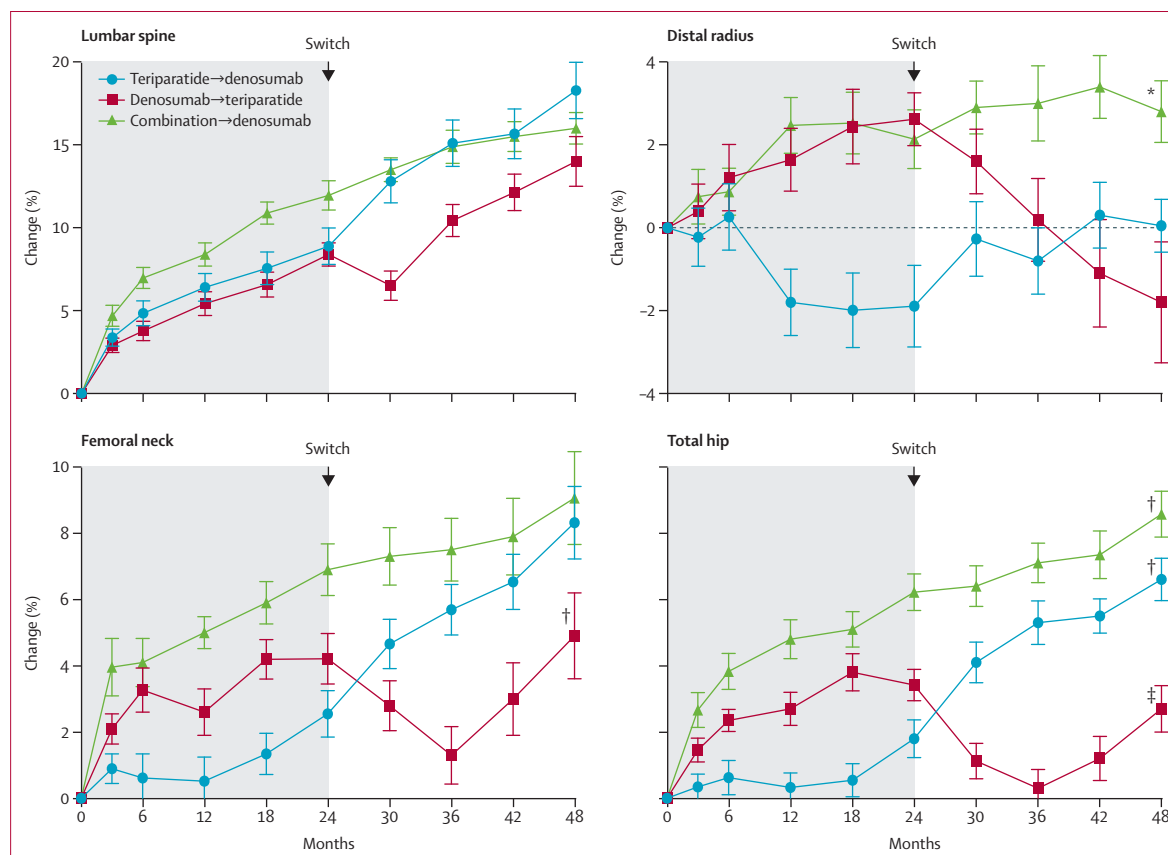 Lumbar spine
Switch
20
15
10
5
0
Change (%)
Teriparatide→denosumab
Denosumab→teriparatide
Combination→denosumab
Distal radius
Switch
4
2
0
–2
–4
Change (%)
*
Femoral neck
Switch
10
8
6
4
2
0
Change (%)
†
0 6 12 18 24 30 36 42 48
Months
Total hip
Switch
†
†
‡
0 6 12 18 24 30 36 42 48
Months